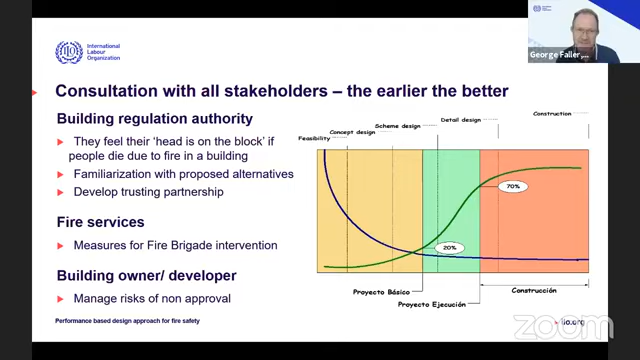 International
Labour
Organization
George Faller
Consultation with all stakeholders – the earlier the better
Building regulation authority
They feel their ‘head is on the block’ if
people die due to fire in a building
Familiarization with proposed alternatives
Develop trusting partnership
Fire services
Measures for Fire Brigade intervention
Building owner/ developer
Manage risks of non approval
Feasibility
Concept design
Scheme design
Detail design
Construction
70%
20%
Proyecto Básico
Proyecto Ejecución
Construcción
Performance based design approach for fire safety
ilo.org
zoom